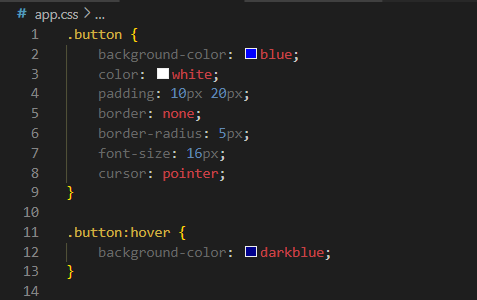 # app.css > ...
1 .button {
2 background-color: blue;
3 color: white;
4 padding: 10px 20px;
5 border: none;
6 border-radius: 5px;
7 font-size: 16px;
8 cursor: pointer;
9 }
10
11 .button:hover {
12 background-color: darkblue;
13 }
14